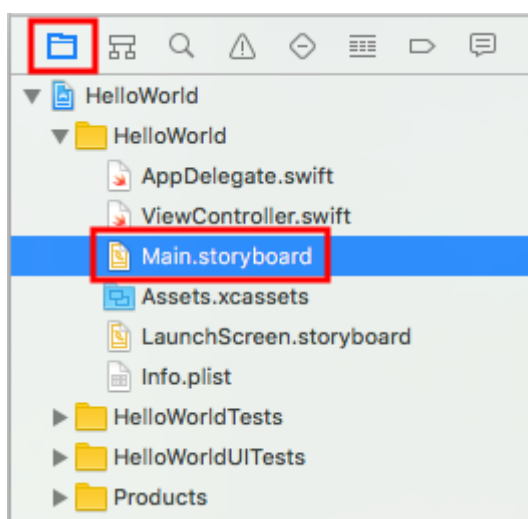 HelloWorld
HelloWorld
AppDelegate.swift
ViewController.swift
Main.storyboard
Assets.xcassets
LaunchScreen.storyboard
Info.plist
HelloWorldTests
HelloWorldUITests
Products